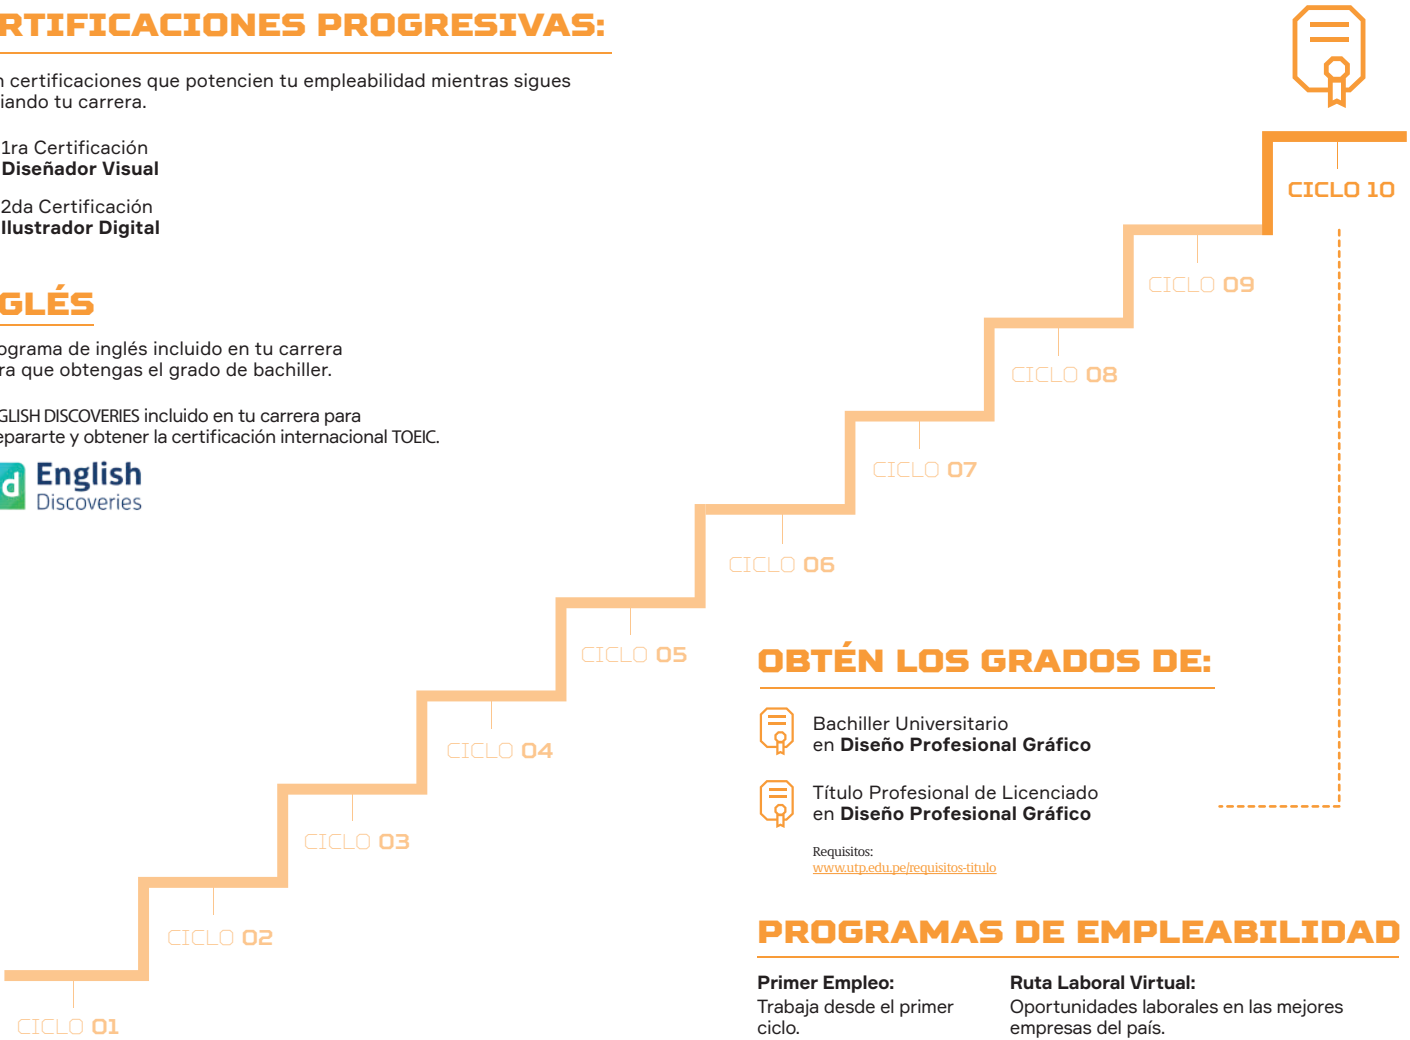 RTIFICACIONES PROGRESIVAS:
n certificaciones que potencien tu empleabilidad mientras sigues
iando tu carrera.
1ra Certificación
Diseñador Visual
2da Certificación
Ilustrador Digital
GLÉS
ograma de inglés incluido en tu carrera
ra que obtengas el grado de bachiller.
GLISH DISCOVERIES incluido en tu carrera para
epararte y obtener la certificación internacional TOEIC.
d English
Discoveries
CICLO 10
CICLO 09
CICLO 08
CICLO 07
CICLO 06
CICLO 05
CICLO 04
CICLO 03
CICLO 02
CICLO 01
OBTÉN LOS GRADOS DE:
Bachiller Universitario
en Diseño Profesional Gráfico
Título Profesional de Licenciado
en Diseño Profesional Gráfico
Requisitos:
www.utp.edu.pe/requisitos-titulo
PROGRAMAS DE EMPLEABILIDAD
Primer Empleo:
Trabaja desde el primer
ciclo.
Ruta Laboral Virtual:
Oportunidades laborales en las mejores
empresas del país.